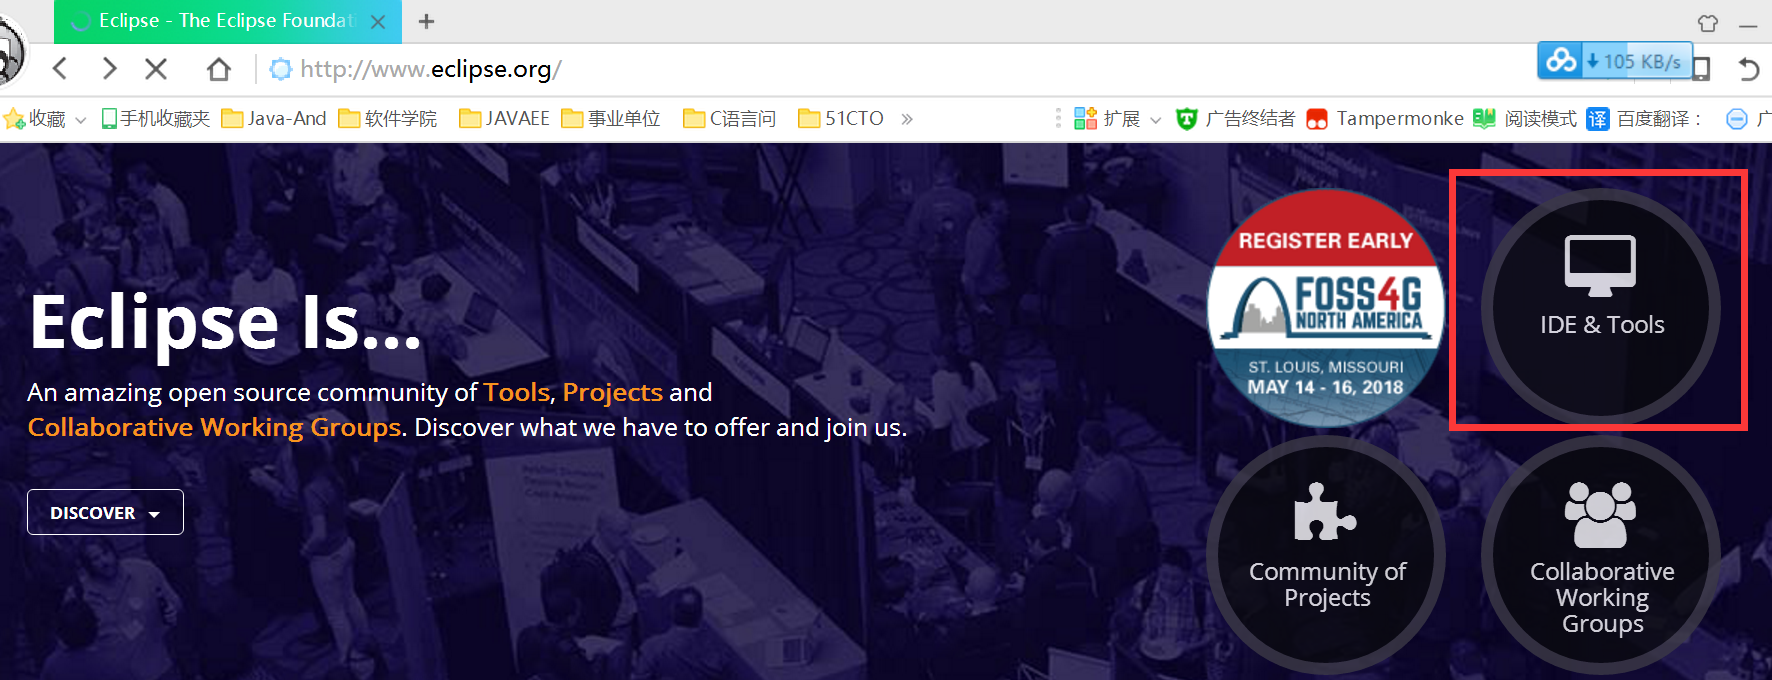 Eclipse - The Eclipse Foundati
http://www.eclipse.org/
105 KB/s
收藏 手机收藏夹 Java-And 软件学院 JAVAEE 事业单位 C语言问 51CTO » 扩展 广告终结者 Tampermonke 阅读模式 译 百度翻译：
REGISTER EARLY
FOSS4G
NORTH AMERICA
ST. LOUIS, MISSOURI
MAY 14 - 16, 2018
IDE & Tools
Eclipse Is...
An amazing open source community of Tools, Projects and
Collaborative Working Groups. Discover what we have to offer and join us.
DISCOVER
Community of
Projects
Collaborative
Working
Groups